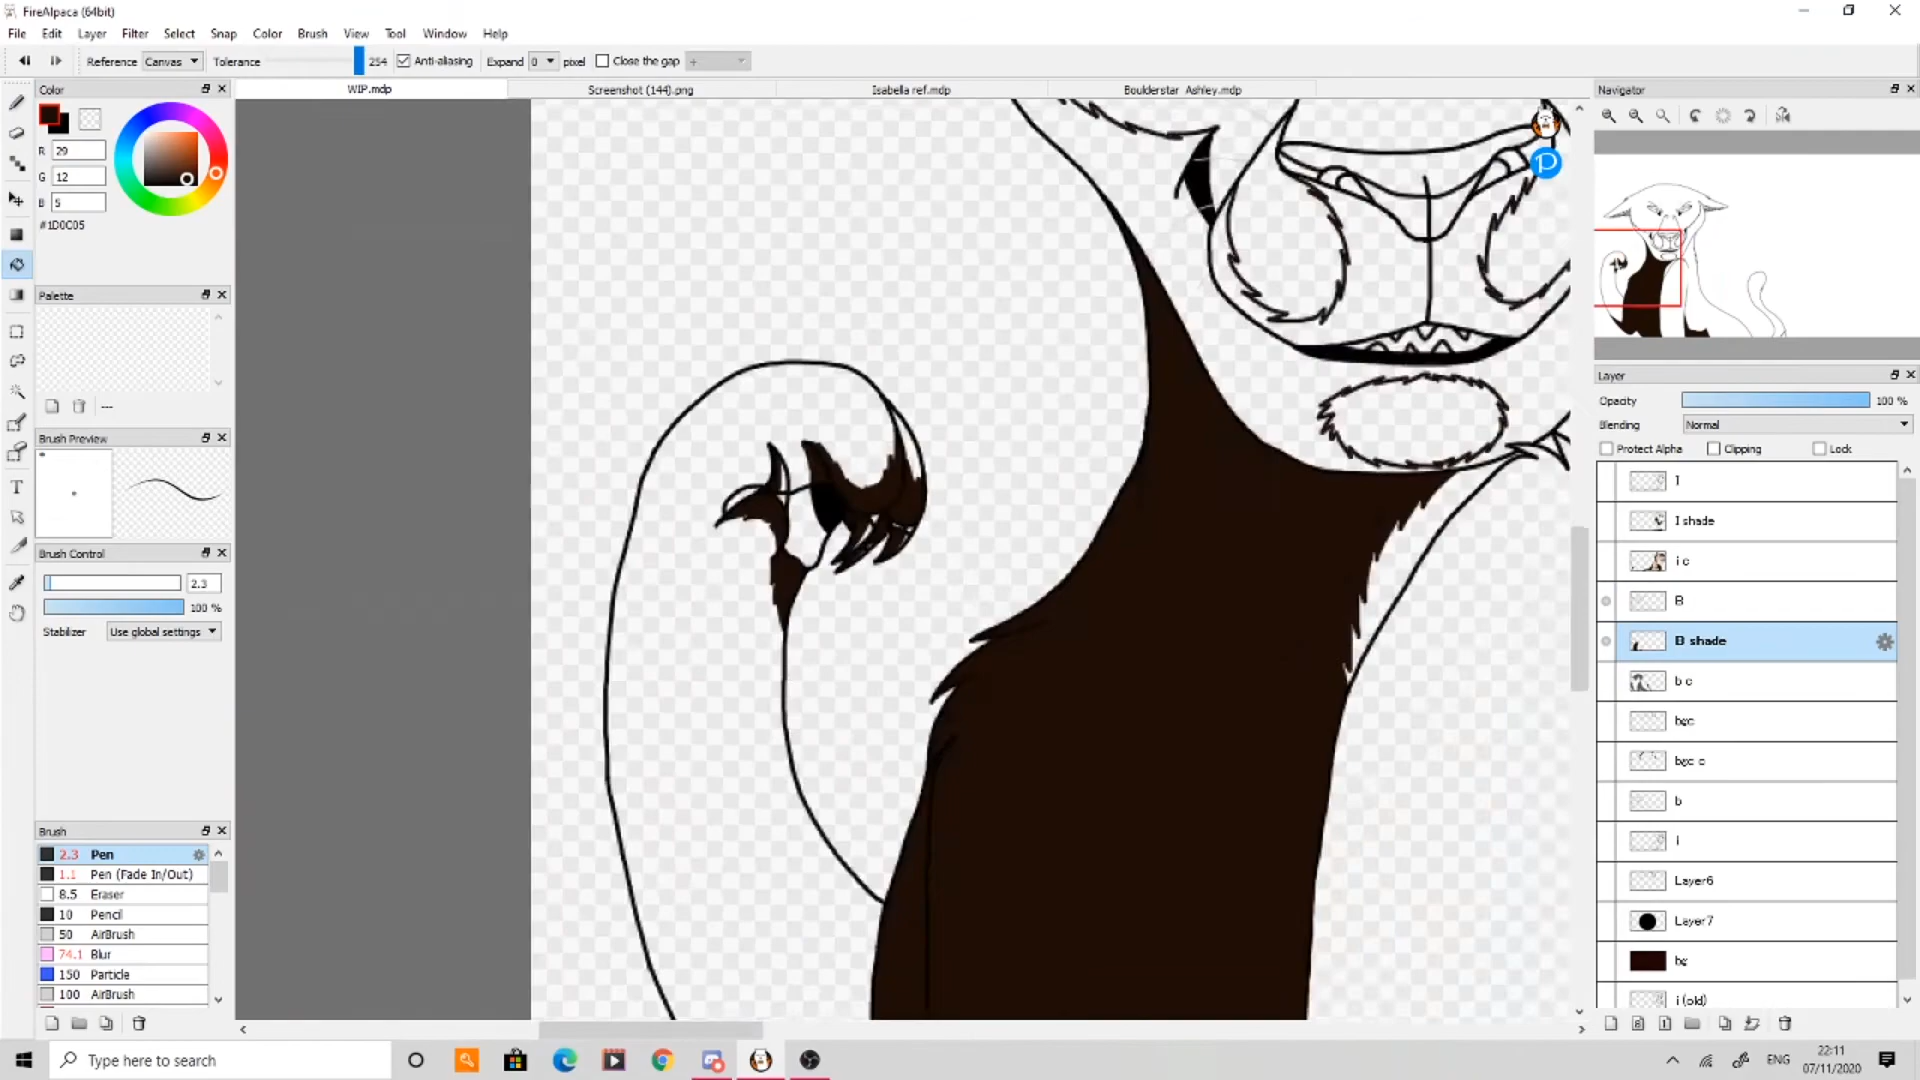 FireAlpaca (64bit)
File Edit Layer Filter Select Snap Color Brush View Tool Window Help
Reference Canvas Tolerance 254 Anti-aliasing Expand 0 pixel Close the gap +
Color
WIP.mdp Screenshot (144).png Isabella ref.mdp Boulderstar Ashley.mdp
Navigator
R 29
G 12
B 5
#1D0C05
Palette
---
Brush Preview
Brush Control
2.3
100 %
Stabilizer Use global settings
Brush
2.3 Pen
1.1 Pen (Fade In/Out)
8.5 Eraser
10 Pencil
50 AirBrush
74.1 Blur
150 Particle
100 AirBrush
Layer
Opacity 100 %
Blending Normal
Protect Alpha Clipping Lock
I
I shade
i c
B
B shade
b c
bgc
bgc c
b
i
Layer6
Layer7
bg
i (old)
T
Type here to search
ENG
22:11
07/11/2020